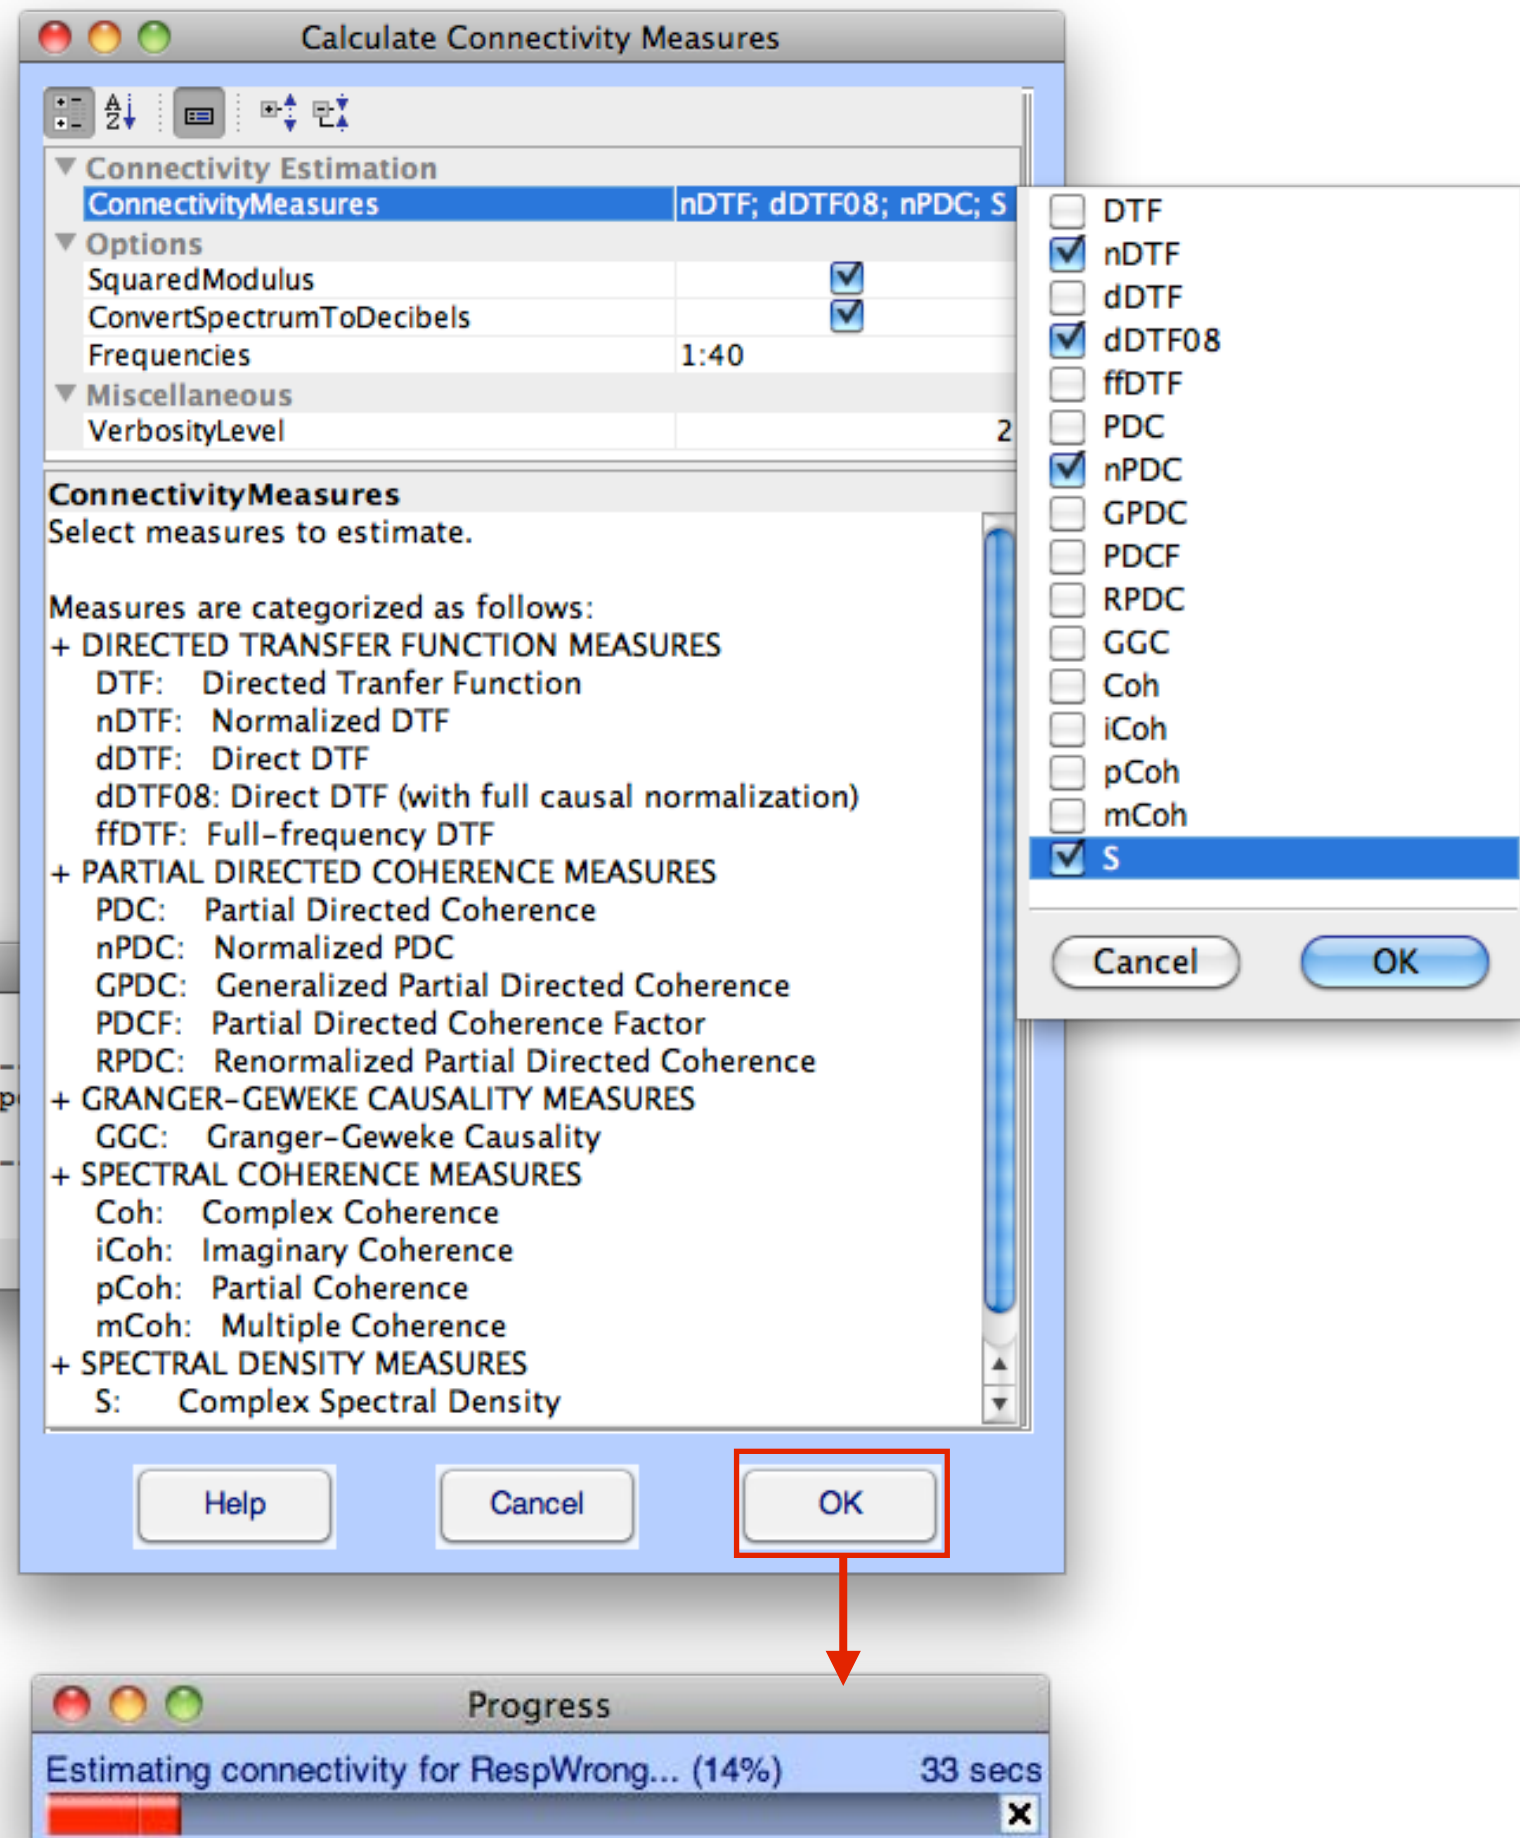 Calculate Connectivity Measures
Connectivity Estimation
ConnectivityMeasures nDTF; dDTF08; nPDC; S
Options
SquaredModulus
ConvertSpectrumToDecibels
Frequencies 1:40
Miscellaneous
VerbosityLevel 2
ConnectivityMeasures
Select measures to estimate.
Measures are categorized as follows:
+ DIRECTED TRANSFER FUNCTION MEASURES
DTF: Directed Tranfer Function
nDTF: Normalized DTF
dDTF: Direct DTF
dDTF08: Direct DTF (with full causal normalization)
ffDTF: Full-frequency DTF
+ PARTIAL DIRECTED COHERENCE MEASURES
PDC: Partial Directed Coherence
nPDC: Normalized PDC
GPDC: Generalized Partial Directed Coherence
PDCF: Partial Directed Coherence Factor
RPDC: Renormalized Partial Directed Coherence
+ GRANGER-GEWEKE CAUSALITY MEASURES
GGC: Granger-Geweke Causality
+ SPECTRAL COHERENCE MEASURES
Coh: Complex Coherence
iCoh: Imaginary Coherence
pCoh: Partial Coherence
mCoh: Multiple Coherence
+ SPECTRAL DENSITY MEASURES
S: Complex Spectral Density
Help Cancel OK
DTF
nDTF
dDTF
dDTF08
ffDTF
PDC
nPDC
GPDC
PDCF
RPDC
GGC
Coh
iCoh
pCoh
mCoh
S
Cancel OK
Progress
Estimating connectivity for RespWrong... (14%) 33 secs